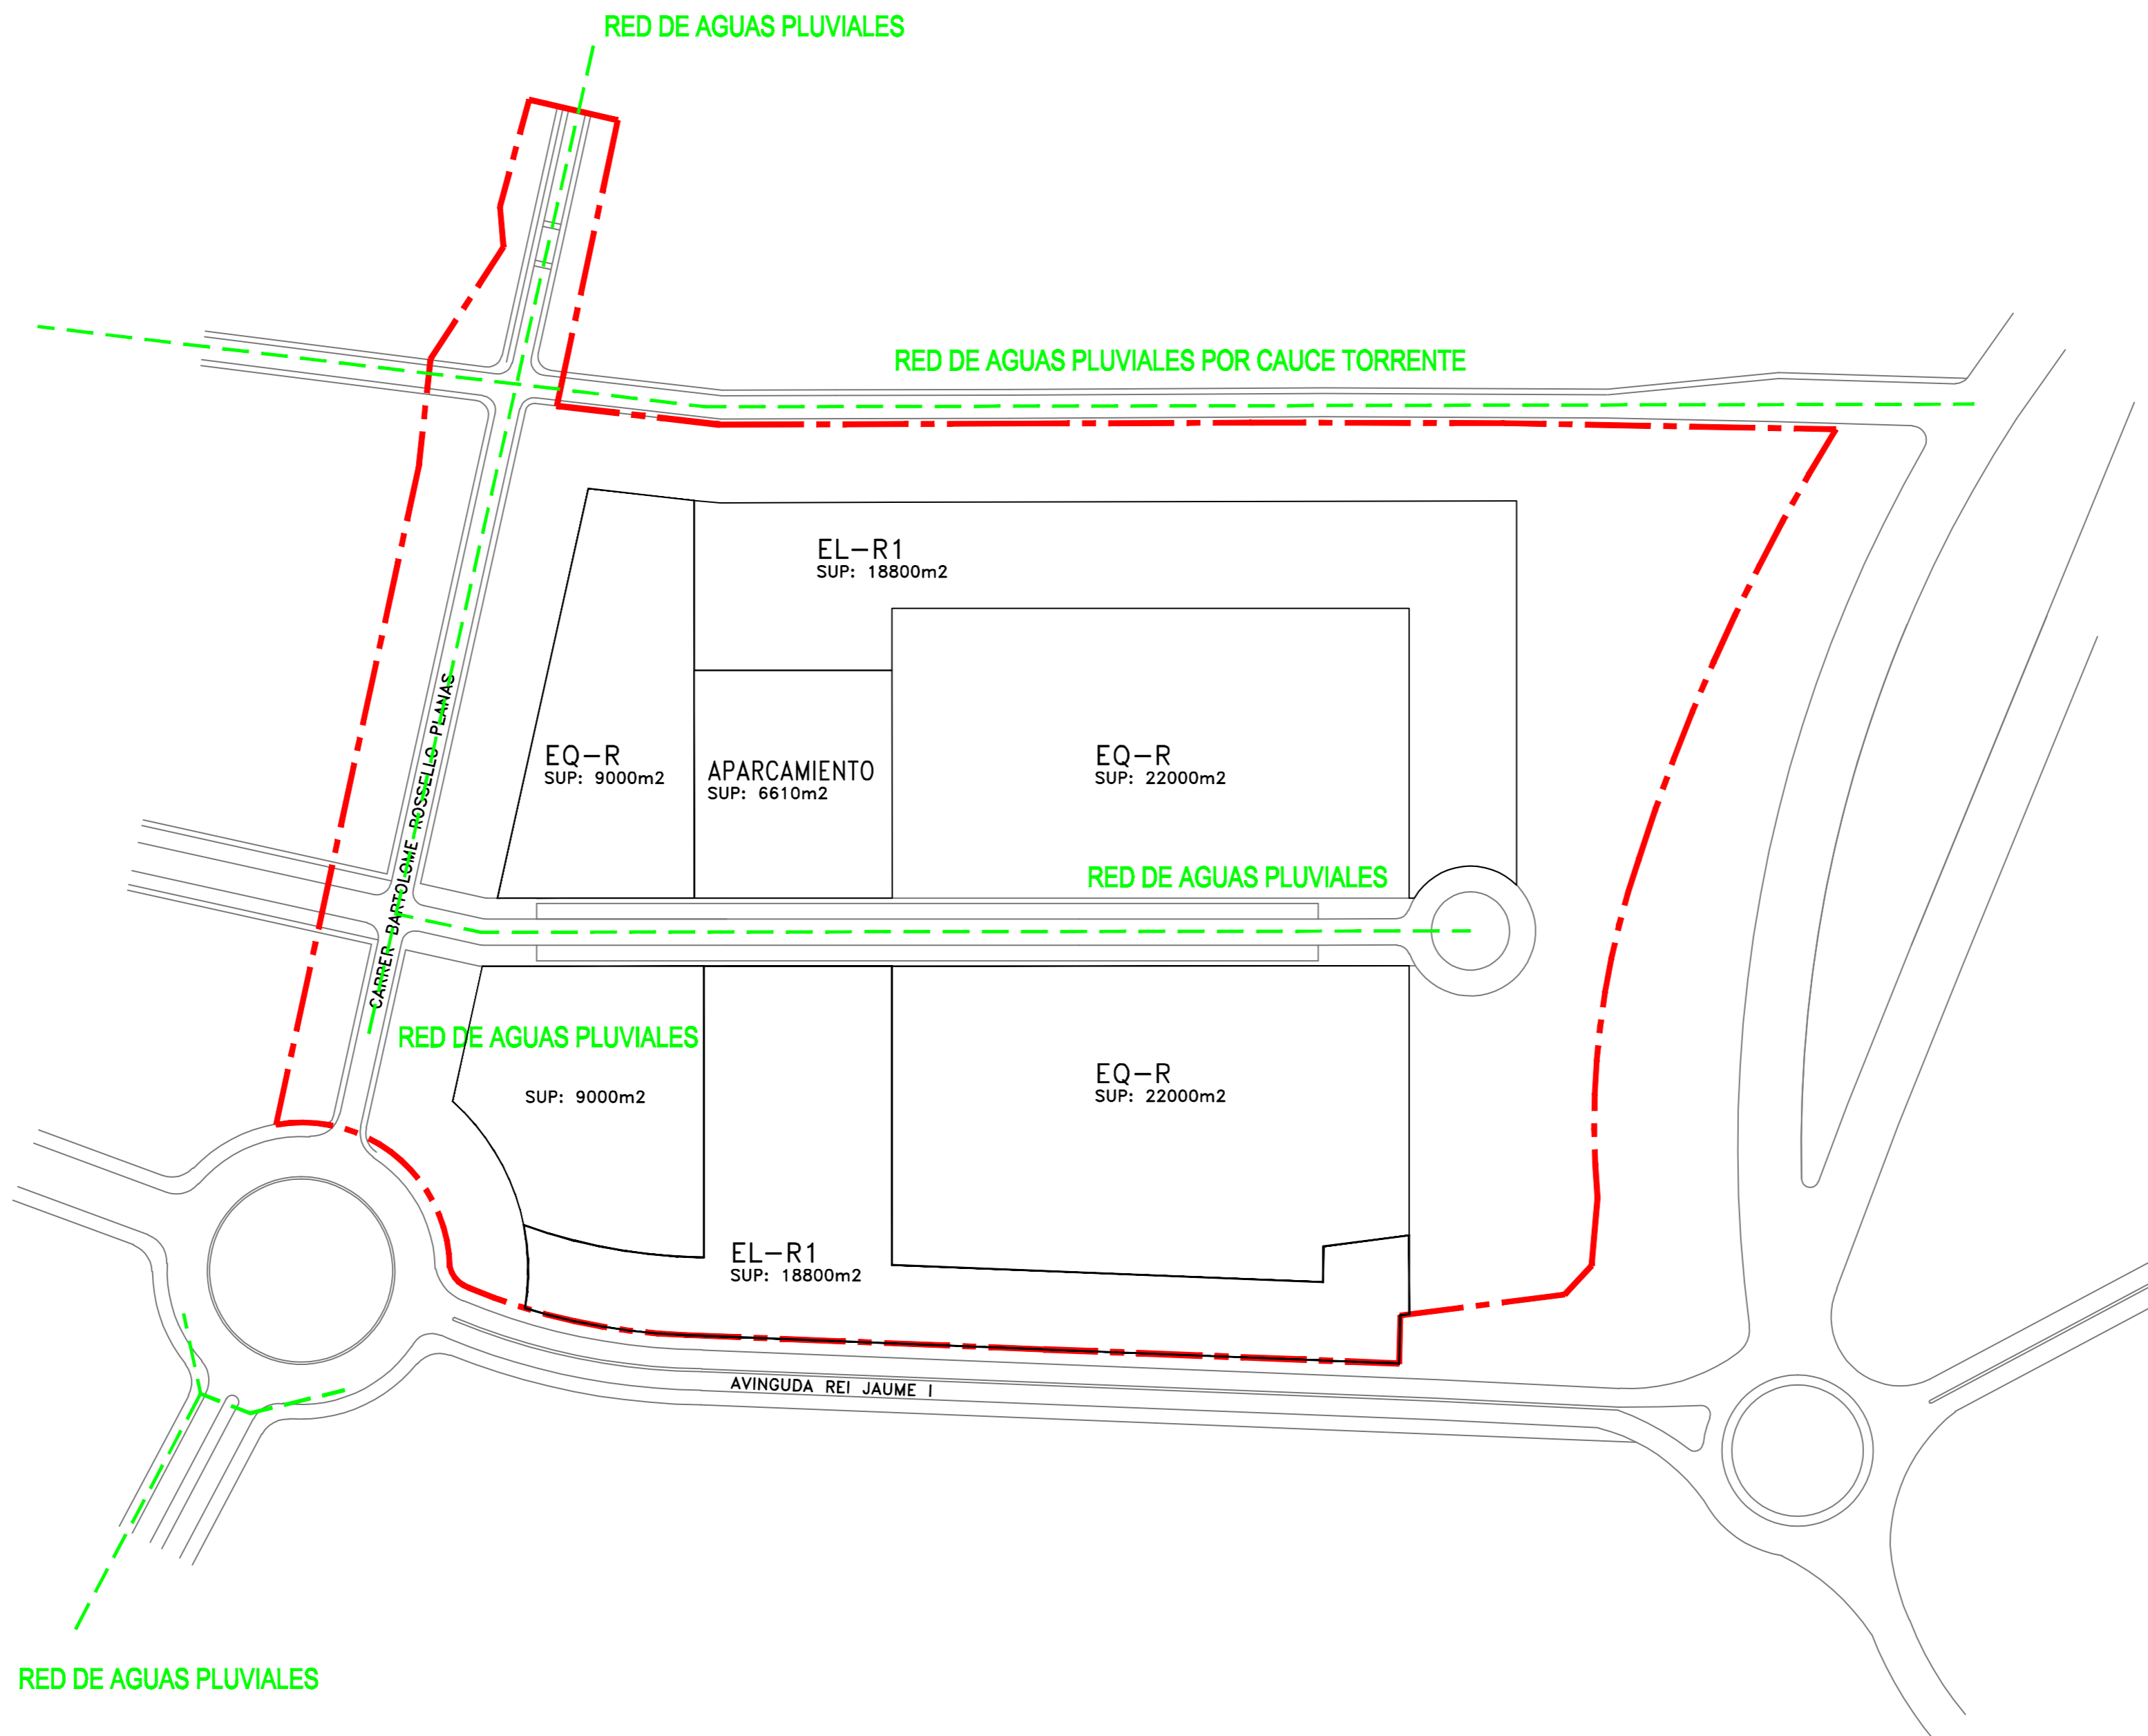 RED DE AGUAS PLUVIALES
RED DE AGUAS PLUVIALES POR CAUCE TORRENTE
EL-R1
SUP: 18800m2
CARRER BARTOLOME ROSSELLO PLANAS
EQ-R
SUP: 9000m2
APARCAMIENTO
SUP: 6610m2
EQ-R
SUP: 22000m2
RED DE AGUAS PLUVIALES
RED DE AGUAS PLUVIALES
SUP: 9000m2
EQ-R
SUP: 22000m2
EL-R1
SUP: 18800m2
AVINGUDA REI JAUME I
RED DE AGUAS PLUVIALES